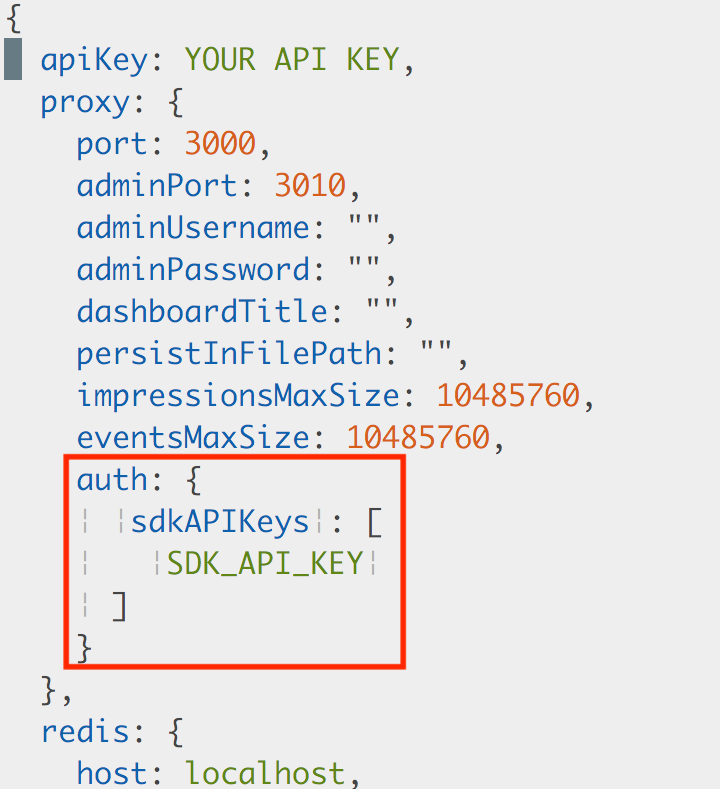 {
apiKey: YOUR API KEY,
proxy: {
port: 3000,
adminPort: 3010,
adminUsername: "",
adminPassword: "",
dashboardTitle: "",
persistInFilePath: "",
impressionsMaxSize: 10485760,
eventsMaxSize: 10485760,
auth: {
¦ ¦sdkAPIKeys¦: [
¦ ¦SDK_API_KEY¦
¦ ]
}
},
redis: {
host: localhost,